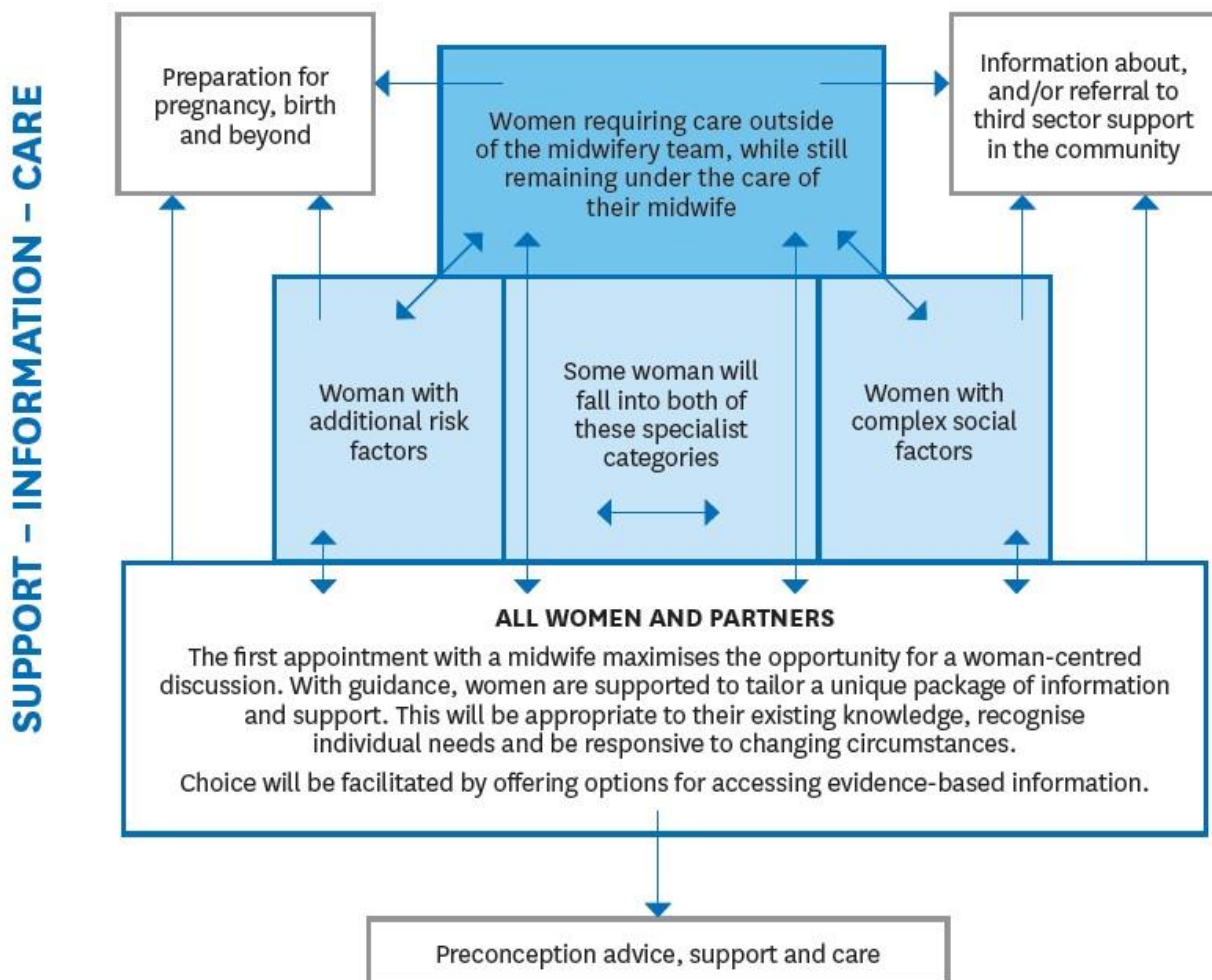 SUPPORT – INFORMATION – CARE
Preparation for
pregnancy, birth
and beyond
Women requiring care outside
of the midwifery team, while still
remaining under the care of
their midwife
Information about,
and/or referral to
third sector support
in the community
Woman with
additional risk
factors
Some woman will
fall into both of
these specialist
categories
Women with
complex social
factors
ALL WOMEN AND PARTNERS
The first appointment with a midwife maximises the opportunity for a woman-centred
discussion. With guidance, women are supported to tailor a unique package of information
and support. This will be appropriate to their existing knowledge, recognise
individual needs and be responsive to changing circumstances.
Choice will be facilitated by offering options for accessing evidence-based information.
Preconception advice, support and care